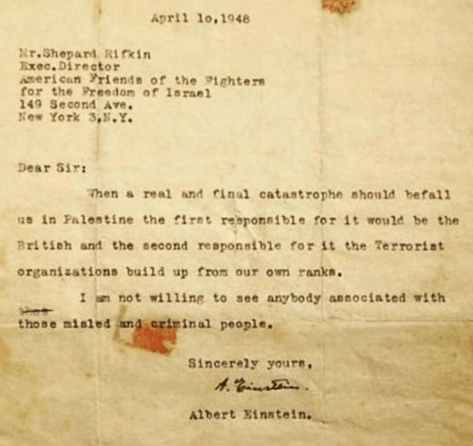 April 10,1948
Mr.Shepard Rifkin
Exec.Director
American Friends of the Fighters
for the Freedom of Israel
149 Second Ave.
New York 3,N.Y.
Dear Sir:
When a real and final catastrophe should befall
us in Palestine the first responsible for it would be the
British and the second responsible for it the Terrorist
organizations build up from our own ranks.
I am not willing to see anybody associated with
those misled and criminal people.
Sincerely yours,
A. Einstein.
Albert Einstein.